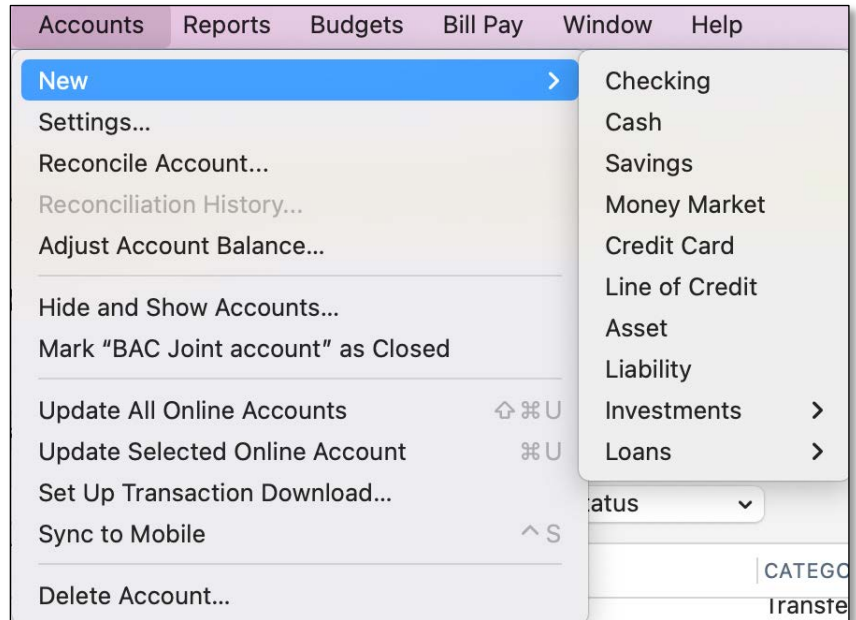 Accounts Reports Budgets Bill Pay Window Help
New
Settings...
Reconcile Account...
Reconciliation History...
Adjust Account Balance...
Hide and Show Accounts...
Mark “BAC Joint account” as Closed
Update All Online Accounts ⇧⌘U
Update Selected Online Account ⌘U
Set Up Transaction Download...
Sync to Mobile ^S
Delete Account...
Checking
Cash
Savings
Money Market
Credit Card
Line of Credit
Asset
Liability
Investments
Loans
atus
CATEGO
Transfe